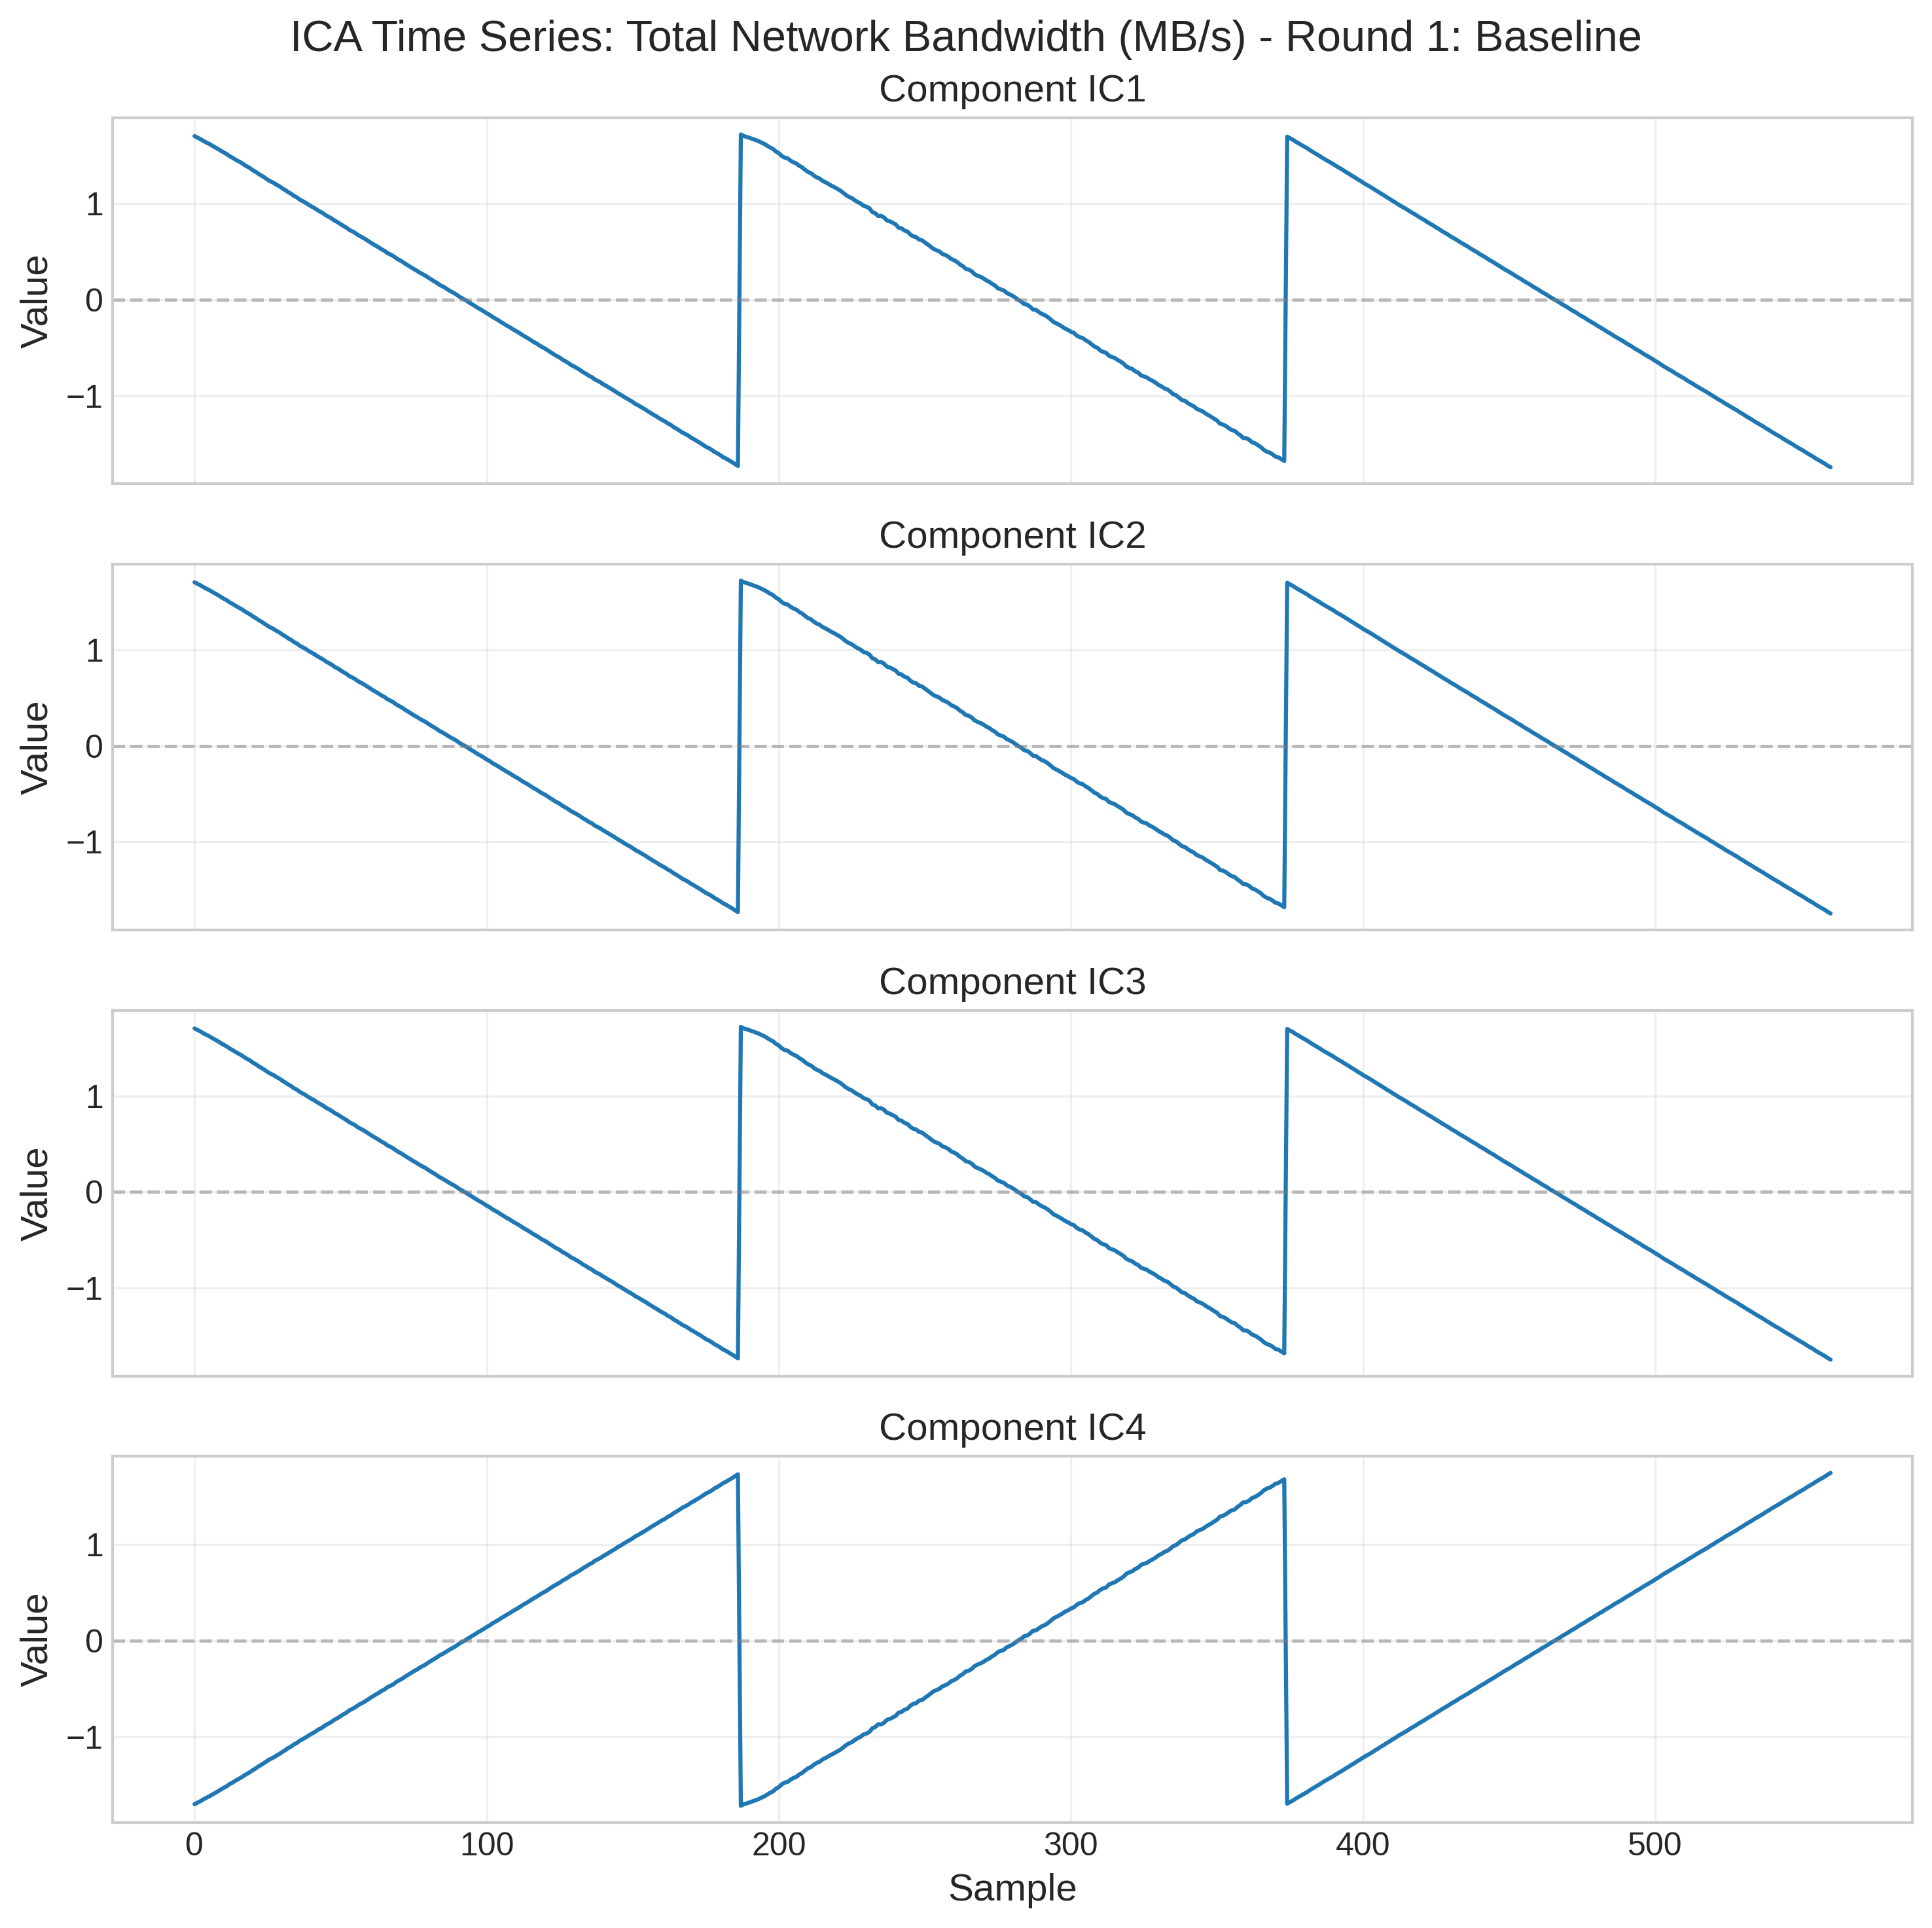 ICA Time Series: Total Network Bandwidth (MB/s) - Round 1: Baseline
Component IC1
1
0
−1
Value
Component IC2
1
0
−1
Value
Component IC3
1
0
−1
Value
Component IC4
1
0
−1
Value
0 100 200 300 400 500
Sample